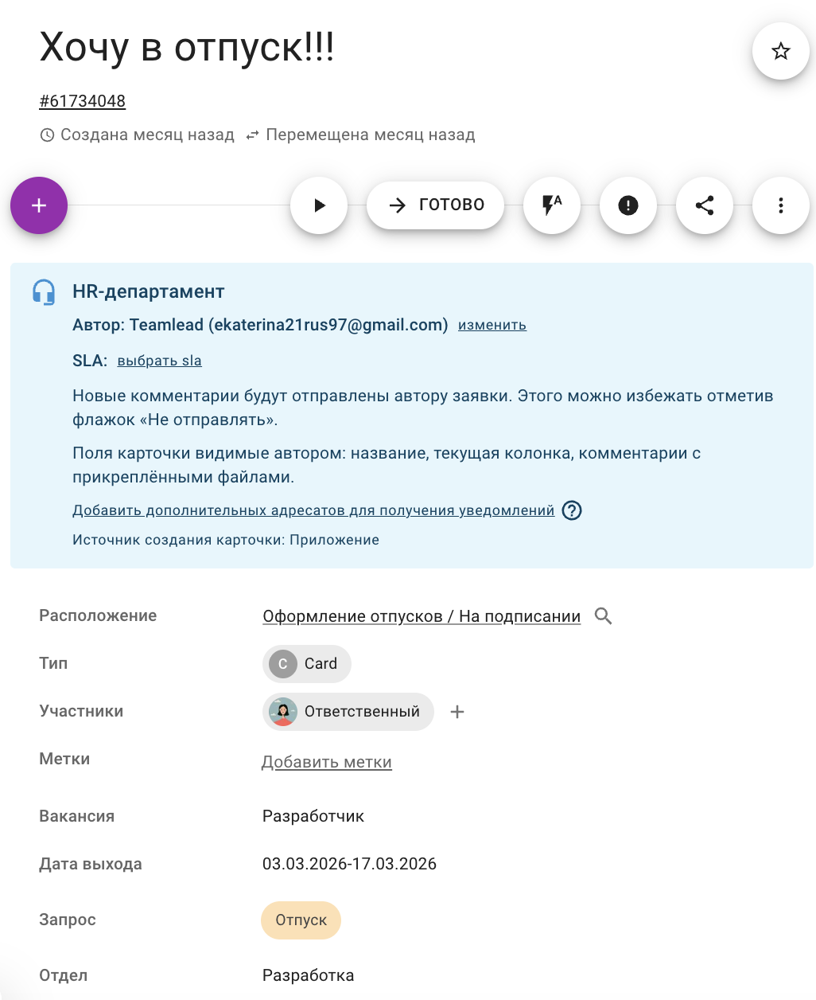 Хочу в отпуск!!!
#61734048
Создана месяц назад Перемещена месяц назад
ГОТОВО A
HR-департамент
Автор: Teamlead (ekaterina21rus97@gmail.com) изменить
SLA: выбрать sla
Новые комментарии будут отправлены автору заявки. Этого можно избежать отметив
флажок «Не отправлять».
Поля карточки видимые автором: название, текущая колонка, комментарии с
прикреплёнными файлами.
Добавить дополнительных адресатов для получения уведомлений
Источник создания карточки: Приложение
Расположение Оформление отпусков / На подписании
Тип C Card
Участники Ответственный
Метки Добавить метки
Вакансия Разработчик
Дата выхода 03.03.2026-17.03.2026
Запрос Отпуск
Отдел Разработка